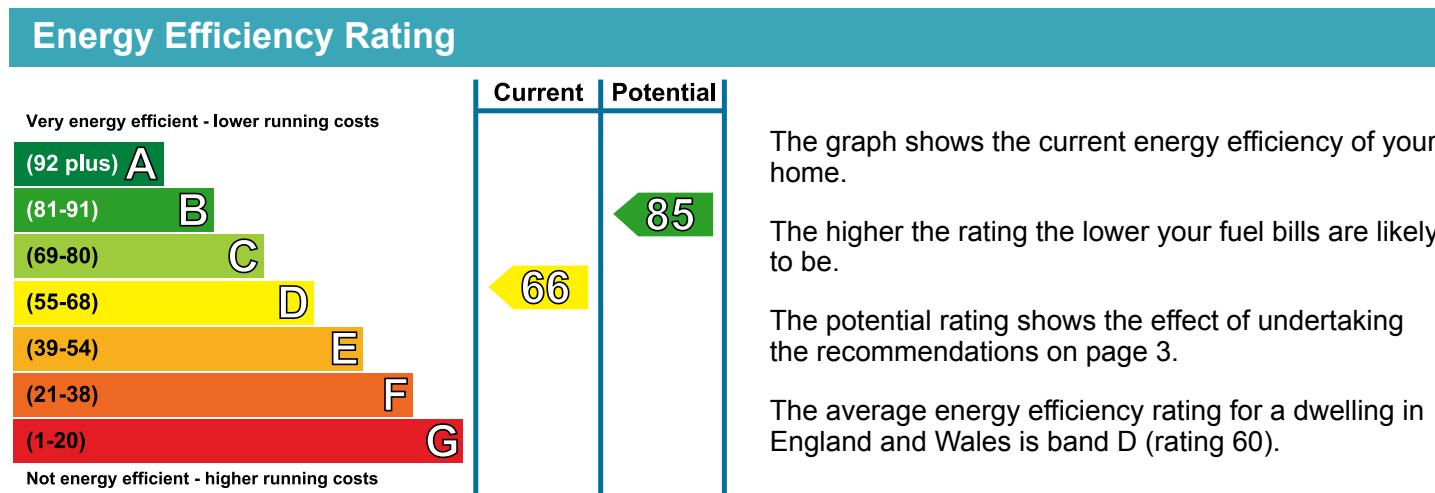 Energy Efficiency Rating
Current
Potential
Very energy efficient - lower running costs
(92 plus) A
(81-91) B
(69-80) C
(55-68) D
(39-54) E
(21-38) F
(1-20) G
Not energy efficient - higher running costs
66
85
The graph shows the current energy efficiency of your
home.
The higher the rating the lower your fuel bills are likely
to be.
The potential rating shows the effect of undertaking
the recommendations on page 3.
The average energy efficiency rating for a dwelling in
England and Wales is band D (rating 60).